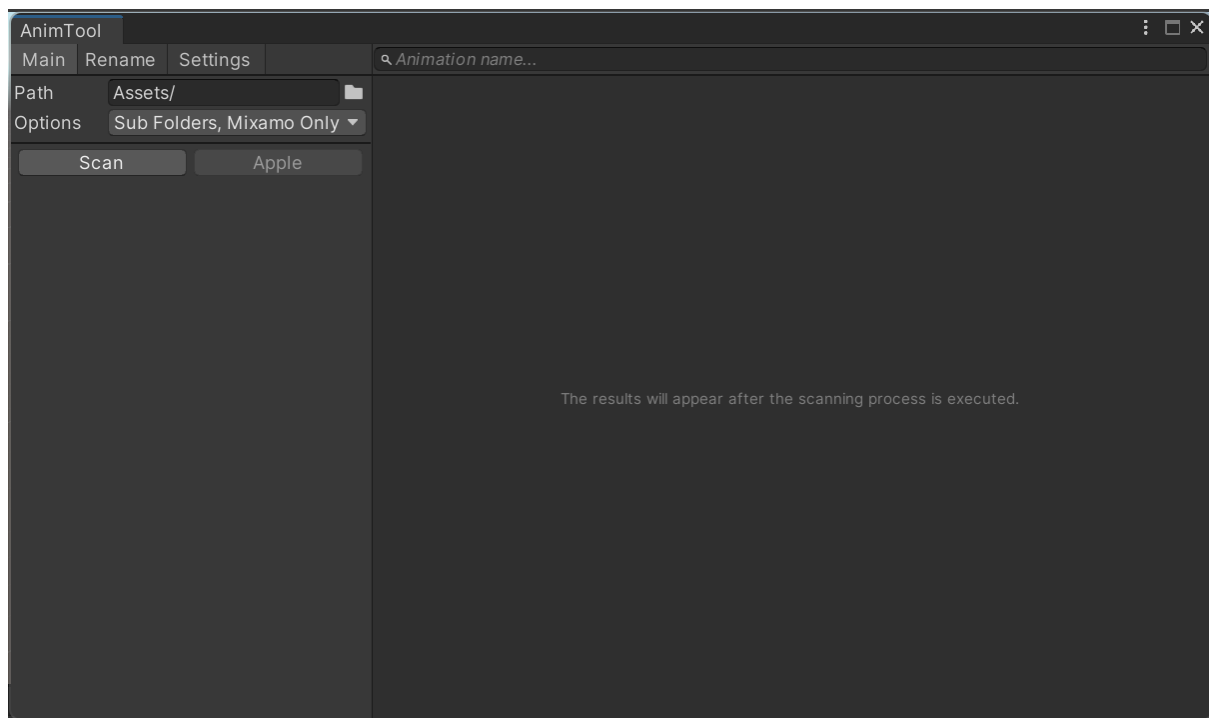 AnimTool
Main Rename Settings
Animation name...
Path Assets/
Options Sub Folders, Mixamo Only
Scan Apple
The results will appear after the scanning process is executed.